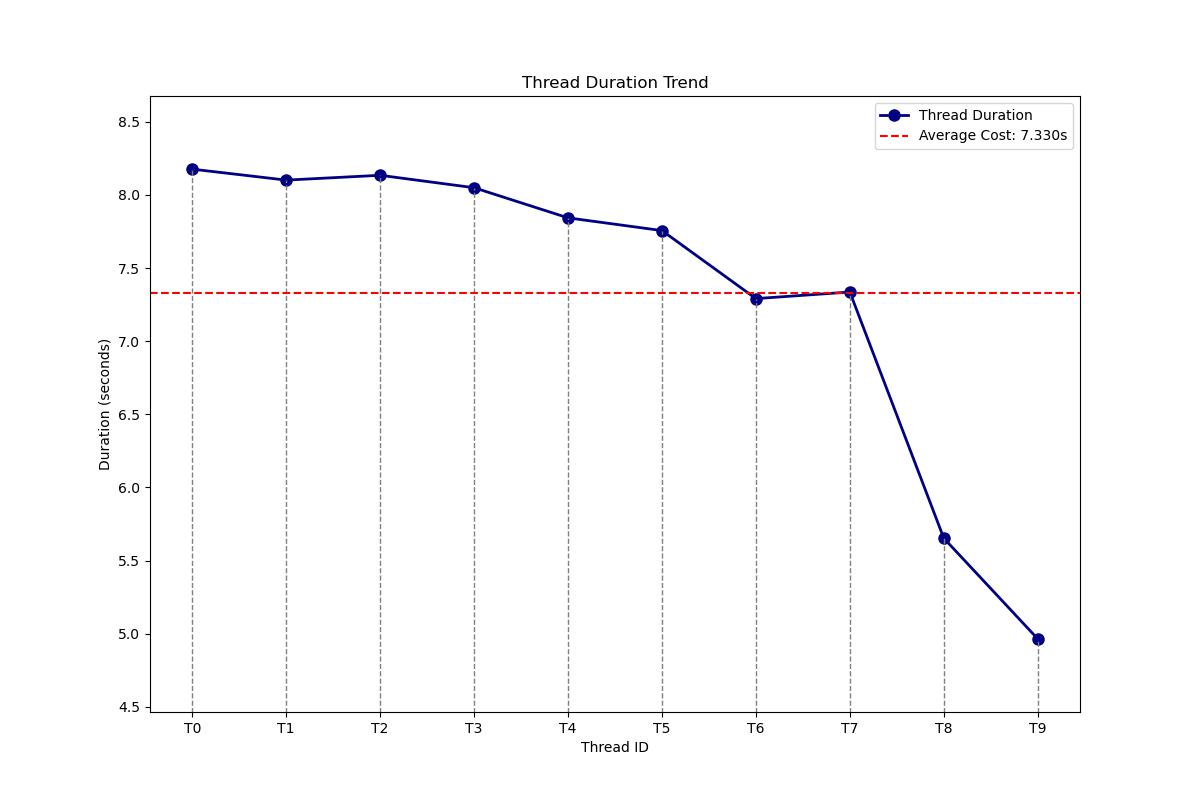 Thread Duration Trend
Thread Duration
Average Cost: 7.330s
Duration (seconds)
8.5
8.0
7.5
7.0
6.5
6.0
5.5
5.0
4.5
T0 T1 T2 T3 T4 T5 T6 T7 T8 T9
Thread ID